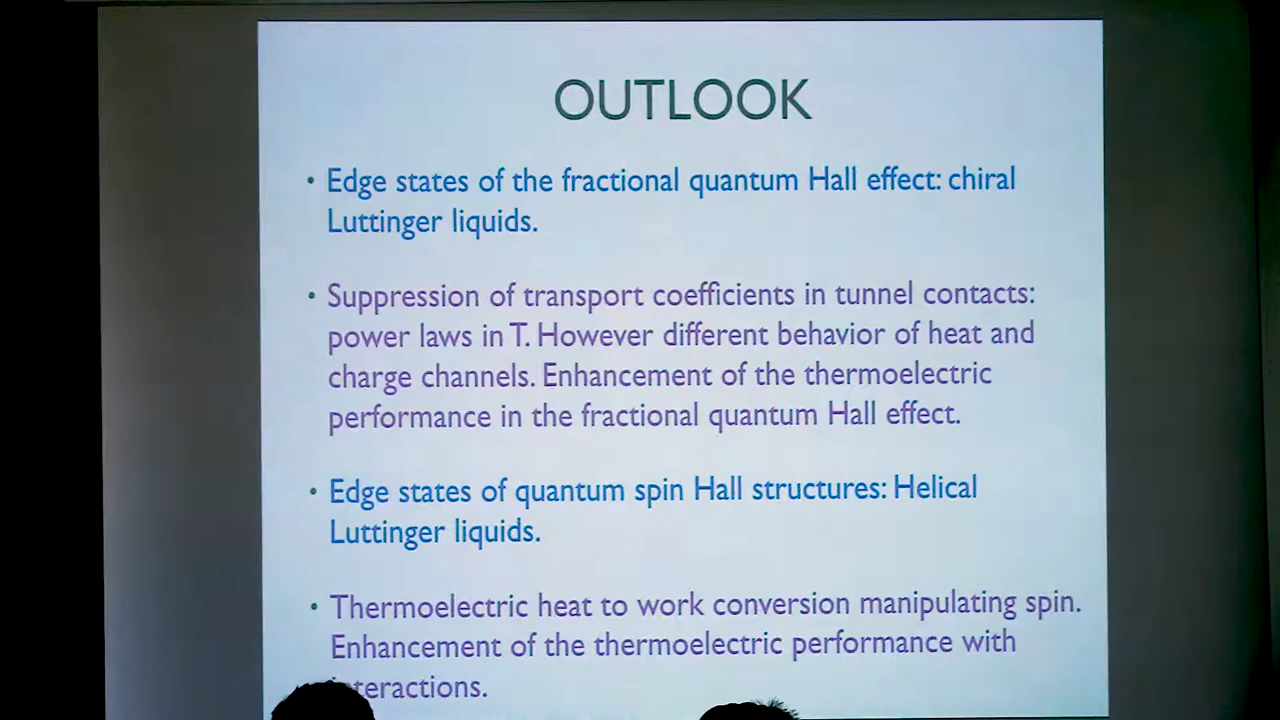 OUTLOOK
• Edge states of the fractional quantum Hall effect: chiral
Luttinger liquids.
• Suppression of transport coefficients in tunnel contacts:
power laws in T. However different behavior of heat and
charge channels. Enhancement of the thermoelectric
performance in the fractional quantum Hall effect.
• Edge states of quantum spin Hall structures: Helical
Luttinger liquids.
• Thermoelectric heat to work conversion manipulating spin.
Enhancement of the thermoelectric performance with
interactions.